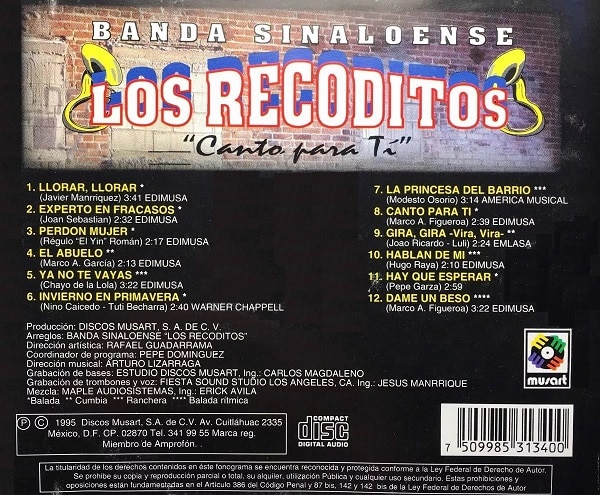 BANDA SINALOENSE
LOS RECODITOS
"Canto para Tí"
1. LLORAR, LLORAR *
(Javier Manrriquez) 3:41 EDIMUSA
2. EXPERTO EN FRACASOS *
(Joan Sebastian) 2:32 EDIMUSA
3. PERDON MUJER *
(Régulo "El Yin" Román) 2:17 EDIMUSA
4. EL ABUELO **
(Marco A. García) 2:13 EDIMUSA
5. YA NO TE VAYAS ***
(Chayo de la Lola) 3:22 EDIMUSA
6. INVIERNO EN PRIMAVERA *
(Nino Caicedo - Tuti Becharra) 2:40 WARNER CHAPPELL
7. LA PRINCESA DEL BARRIO ***
(Modesto Osorio) 3:14 AMERICA MUSICAL
8. CANTO PARA TI *
(Marco A. Figueroa) 2:39 EDIMUSA
9. GIRA, GIRA -Vira, Vira- **
(Joao Ricardo - Luli) 2:24 EMLASA
10. HABLAN DE MI ***
(Hugo Raya) 2:10 EDIMUSA
11. HAY QUE ESPERAR *
(Pepe Garza) 2:59
12. DAME UN BESO ****
(Marco A. Figueroa) 3:22 EDIMUSA
Producción: DISCOS MUSART, S. A. DE C. V.
Arreglos: BANDA SINALOENSE "LOS RECODITOS"
Dirección artística: RAFAEL GUADARRAMA
Coordinador de programa: PEPE DOMINGUEZ
Dirección musical: ARTURO LIZARRAGA
Grabación de bases: ESTUDIO DISCOS MUSART, Ing.: CARLOS MAGDALENO
Grabación de trombones y voz: FIESTA SOUND STUDIO LOS ANGELES, CA. Ing.: JESUS MANRRIQUE
Mezcla: MAPLE AUDIOSISTEMAS, Ing.: ERICK AVILA
*Balada ** Cumbia *** Ranchera **** Balada rítmica
P C 1995 Discos Musart, S.A. de C.V. Av. Cuitláhuac 2335
México, D.F. CP. 02870 Tel. 341 99 55 Marca reg.
Miembro de Amprofón.
COMPACT
disc
DIGITAL AUDIO
musart
7 509985 313400
La titularidad de los derechos contenidos en éste fonograma se encuentra reconocida y protegida conforme a la Ley Federal de Derecho de Autor.
Se prohibe su copia y reproducción parcial o total, su alquiler, utilización Pública y cualquier uso secundario. Estas prohibiciones y
oposiciones están fundamentadas en el Artículo 386 del Código Penal y 87 bis, 142 y 142 bis de la Ley Federal de Derechos de Autor